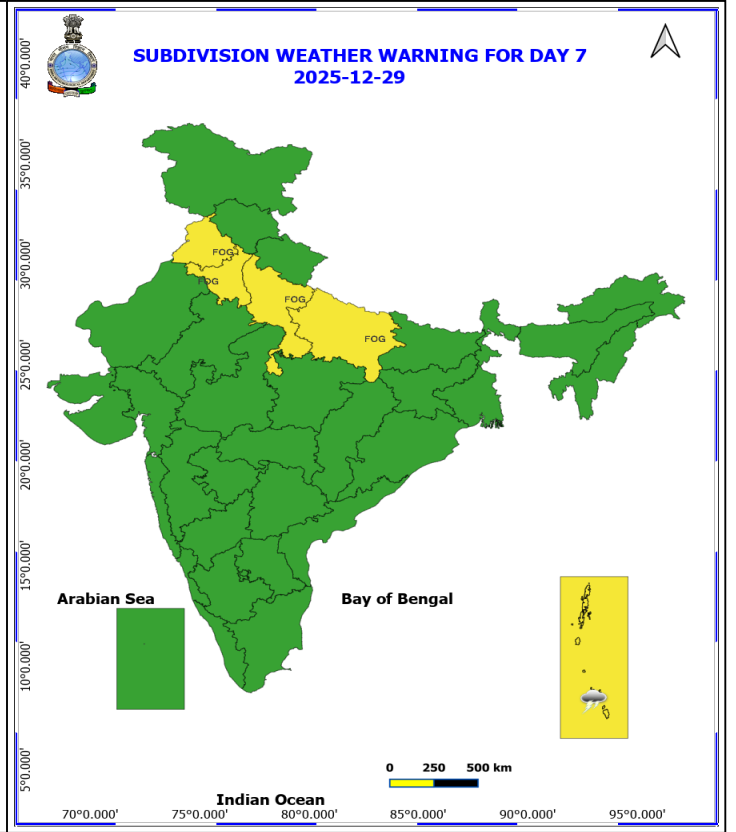 SUBDIVISION WEATHER WARNING FOR DAY 7
2025-12-29
40°0.000'
35°0.000'
30°0.000'
25°0.000'
20°0.000'
15°0.000'
10°0.000'
5°0.000'
FOG
FOG
FOG
FOG
Arabian Sea
Bay of Bengal
0 250 500 km
Indian Ocean
70°0.000' 75°0.000' 80°0.000' 85°0.000' 90°0.000' 95°0.000'